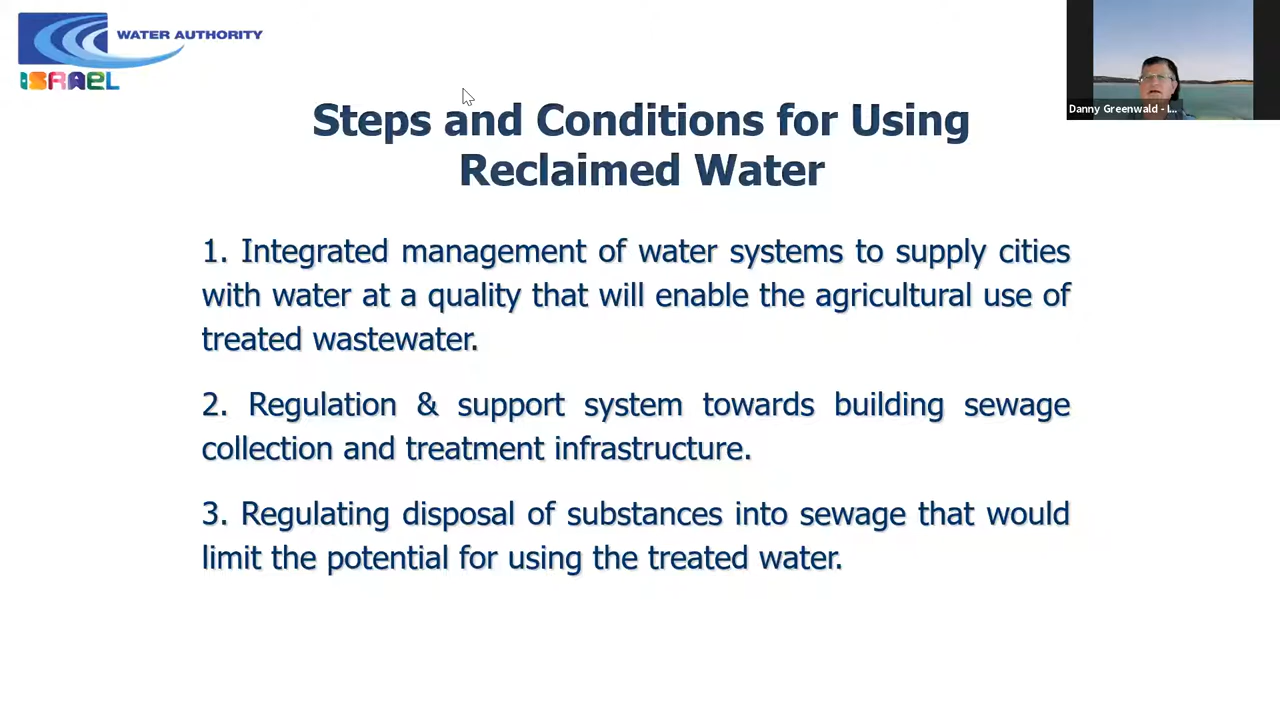 WATER AUTHORITY
ISRAEL
Danny Greenwald - I...
Steps and Conditions for Using
Reclaimed Water
1. Integrated management of water systems to supply cities
with water at a quality that will enable the agricultural use of
treated wastewater.
2. Regulation & support system towards building sewage
collection and treatment infrastructure.
3. Regulating disposal of substances into sewage that would
limit the potential for using the treated water.